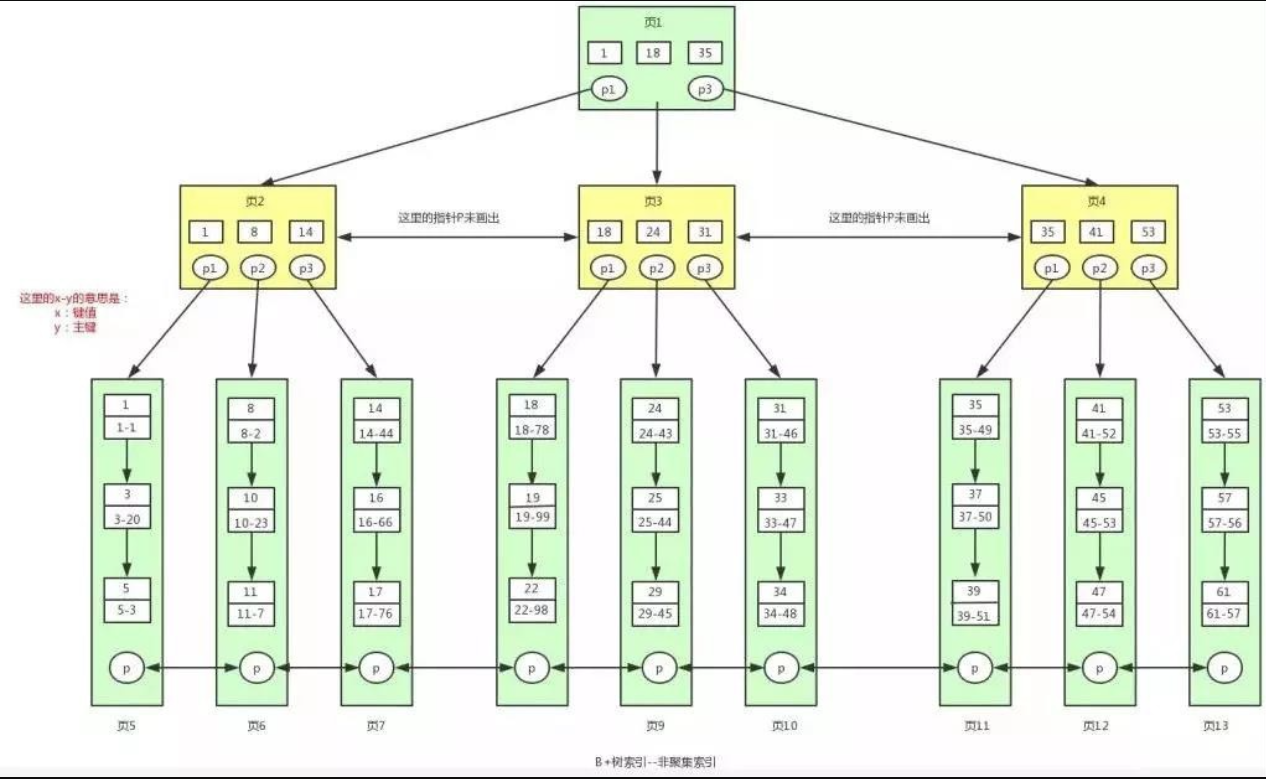 页1
1 18 35
p1 p3
页2
1 8 14
p1 p2 p3
这里的指针P未画出
页3
18 24 31
p1 p2 p3
这里的指针P未画出
页4
35 41 53
p1 p2 p3
这里的x-y的意思是：
x：键值
y：主键
1
1-1
3
3-20
5
5-3
p
页5
8
8-2
10
10-23
11
11-7
p
页6
14
14-44
16
16-66
17
17-76
p
页7
18
18-78
19
19-99
22
22-98
p
24
24-43
25
25-44
29
29-45
p
页9
31
31-46
33
33-47
34
34-48
p
页10
35
35-49
37
37-50
39
39-51
p
页11
41
41-52
45
45-53
47
47-54
p
页12
53
53-55
57
57-56
61
61-57
p
页13
B+树索引--非聚集索引